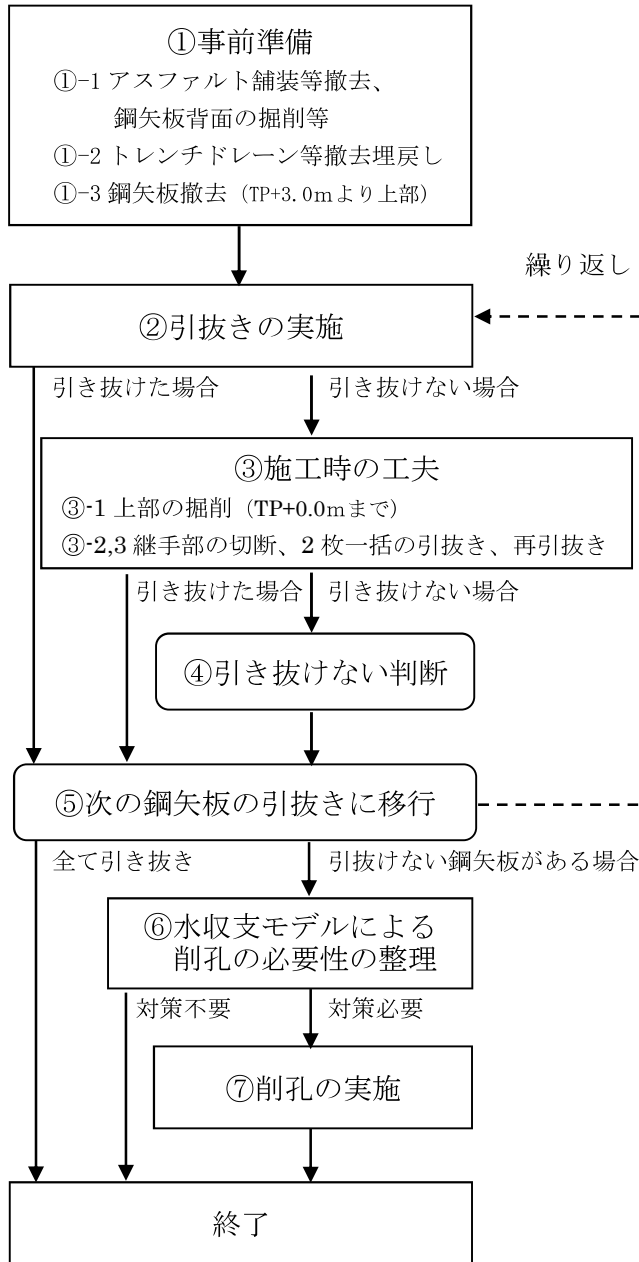 ①事前準備
①-1 アスファルト舗装等撤去、
鋼矢板背面の掘削等
①-2 トレンチドレーン等撤去埋戻し
①-3 鋼矢板撤去（TP+3.0ｍより上部）
繰り返し
②引抜きの実施
引き抜けた場合
引き抜けない場合
③施工時の工夫
③-1 上部の掘削（TP+0.0ｍまで）
③-2,3 継手部の切断、2 枚一括の引抜き、再引抜き
引き抜けた場合
引き抜けない場合
④引き抜けない判断
⑤次の鋼矢板の引抜きに移行
全て引き抜き
引抜けない鋼矢板がある場合
⑥水収支モデルによる
削孔の必要性の整理
対策不要
対策必要
⑦削孔の実施
終了